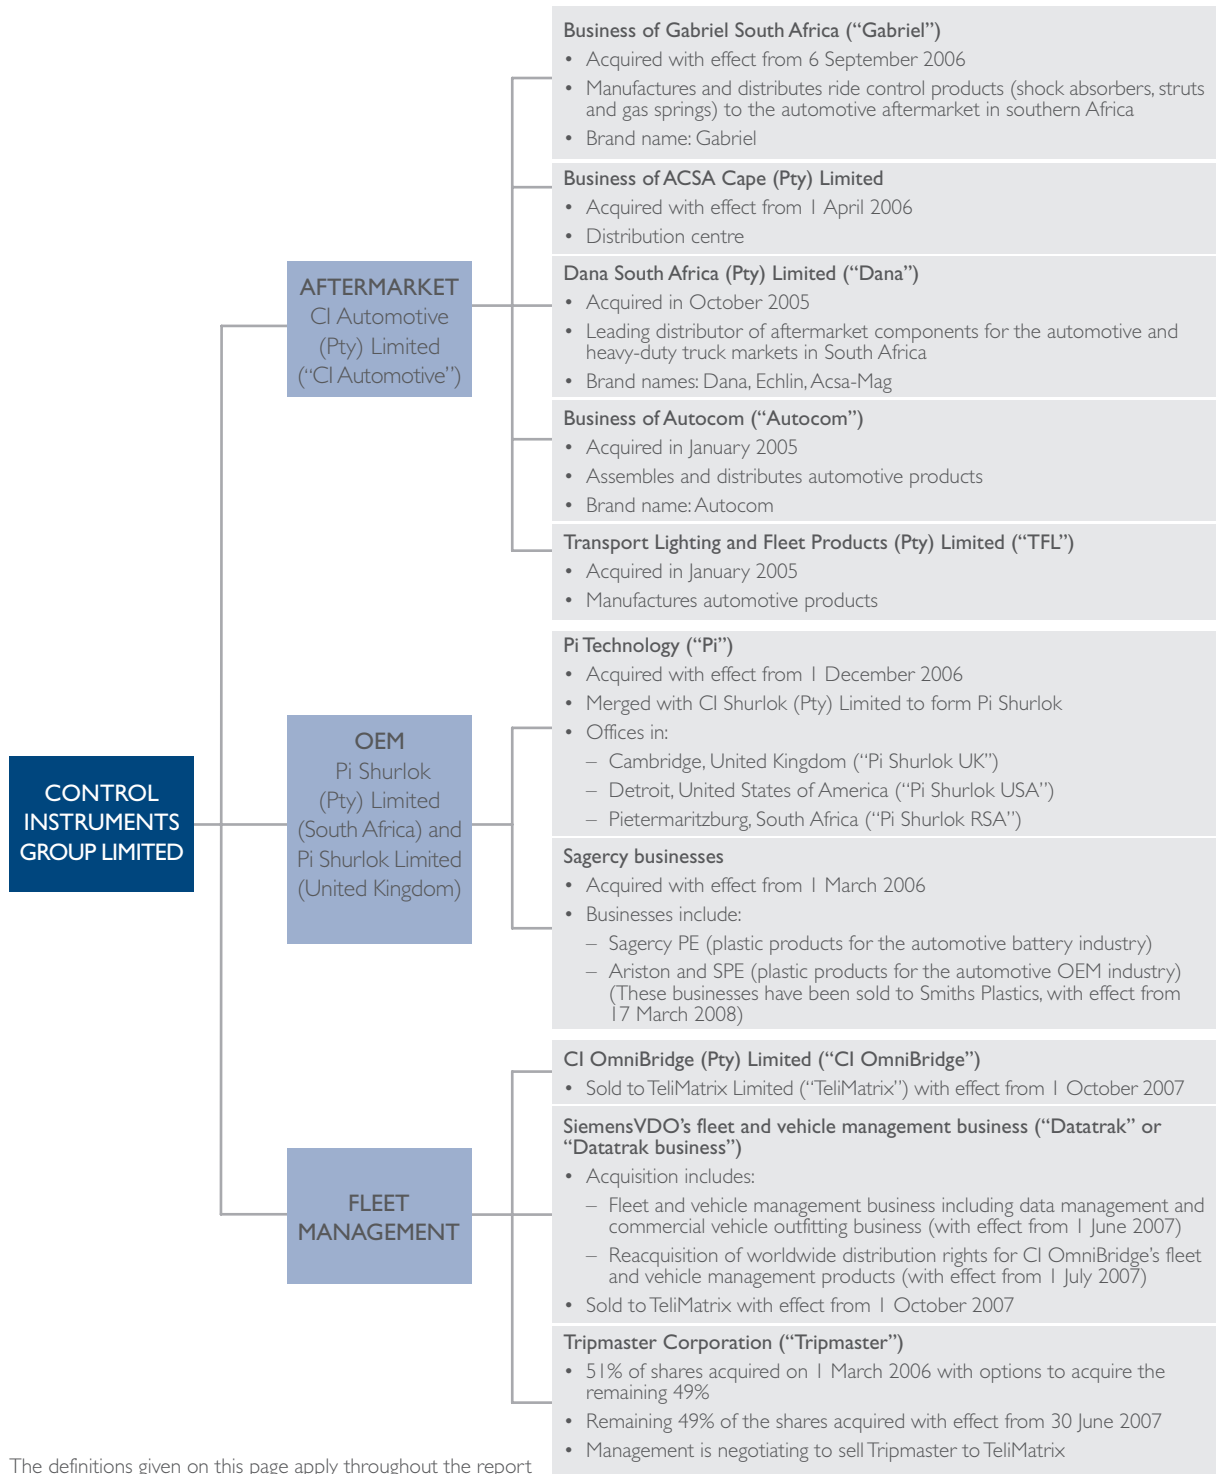 Business of Gabriel South Africa (“Gabriel”)
• Acquired with effect from 6 September 2006
• Manufactures and distributes ride control products (shock absorbers, struts
and gas springs) to the automotive aftermarket in southern Africa
• Brand name: Gabriel
Business of ACSA Cape (Pty) Limited
• Acquired with effect from 1 April 2006
• Distribution centre
AFTERMARKET
CI Automotive
(Pty) Limited
(“CI Automotive”)
Dana South Africa (Pty) Limited (“Dana”)
• Acquired in October 2005
• Leading distributor of aftermarket components for the automotive and
heavy-duty truck markets in South Africa
• Brand names: Dana, Echlin, Acsa-Mag
Business of Autocom (“Autocom”)
• Acquired in January 2005
• Assembles and distributes automotive products
• Brand name: Autocom
Transport Lighting and Fleet Products (Pty) Limited (“TFL”)
• Acquired in January 2005
• Manufactures automotive products
CONTROL
INSTRUMENTS
GROUP LIMITED
OEM
Pi Shurlok
(Pty) Limited
(South Africa) and
Pi Shurlok Limited
(United Kingdom)
Pi Technology (“Pi”)
• Acquired with effect from 1 December 2006
• Merged with CI Shurlok (Pty) Limited to form Pi Shurlok
• Offices in:
– Cambridge, United Kingdom (“Pi Shurlok UK”)
– Detroit, United States of America (“Pi Shurlok USA”)
– Pietermaritzburg, South Africa (“Pi Shurlok RSA”)
Sagercy businesses
• Acquired with effect from 1 March 2006
• Businesses include:
– Sagercy PE (plastic products for the automotive battery industry)
– Ariston and SPE (plastic products for the automotive OEM industry)
(These businesses have been sold to Smiths Plastics, with effect from
17 March 2008)
FLEET
MANAGEMENT
CI OmniBridge (Pty) Limited (“CI OmniBridge”)
• Sold to TeliMatrix Limited (“TeliMatrix”) with effect from 1 October 2007
SiemensVDO’s fleet and vehicle management business (“Datatrak” or
“Datatrak business”)
• Acquisition includes:
– Fleet and vehicle management business including data management and
commercial vehicle outfitting business (with effect from 1 June 2007)
– Reacquisition of worldwide distribution rights for CI OmniBridge’s fleet
and vehicle management products (with effect from 1 July 2007)
• Sold to TeliMatrix with effect from 1 October 2007
Tripmaster Corporation (“Tripmaster”)
• 51% of shares acquired on 1 March 2006 with options to acquire the
remaining 49%
• Remaining 49% of the shares acquired with effect from 30 June 2007
• Management is negotiating to sell Tripmaster to TeliMatrix
The definitions given on this page apply throughout the report